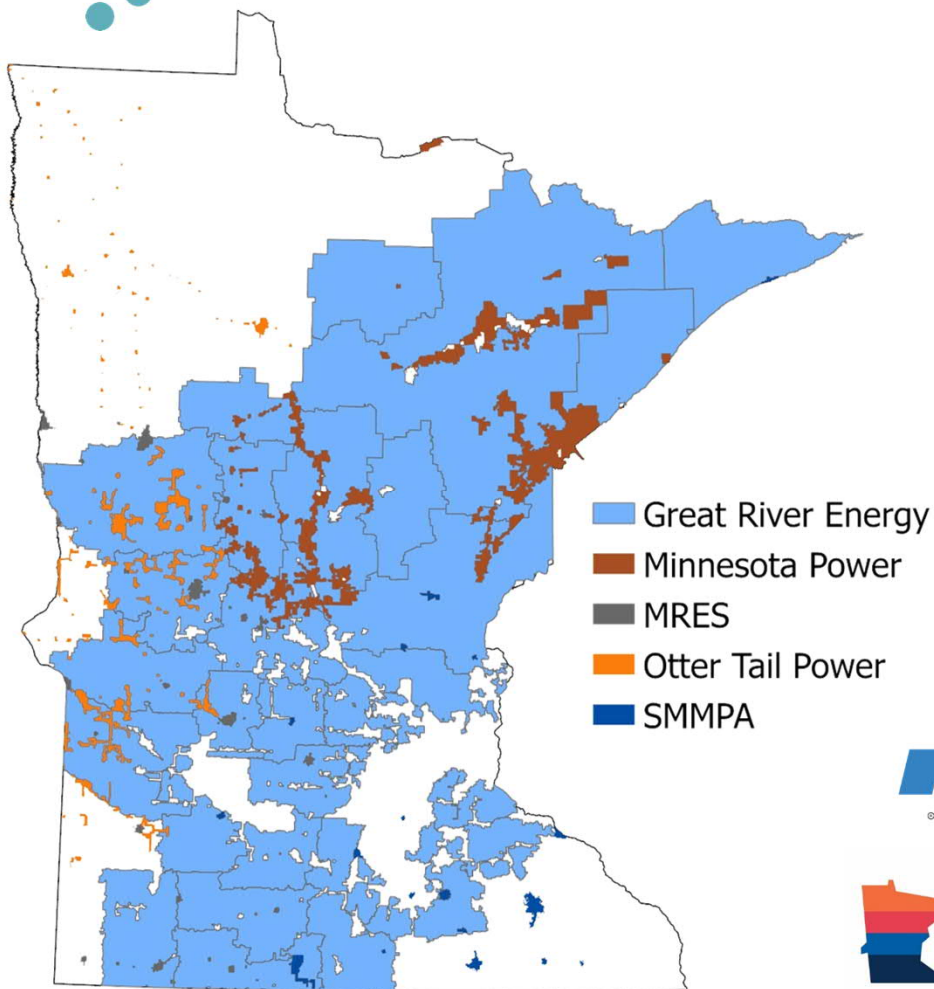 Great River Energy
Minnesota Power
MRES
Otter Tail Power
SMMPA